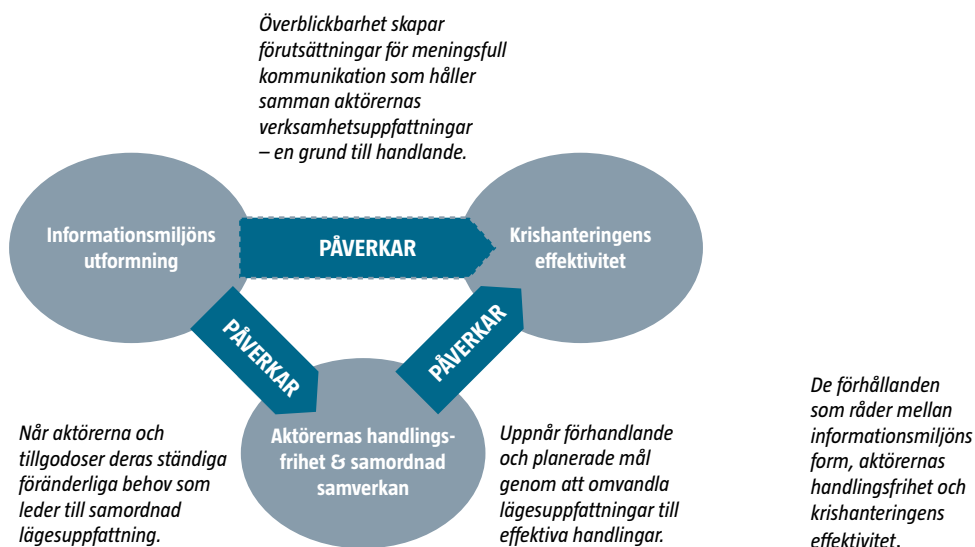 Överblickbarhet skapar
förutsättningar för meningsfull
kommunikation som håller
samman aktörernas
verksamhetsuppfattningar
– en grund till handlande.
Informationsmiljöns
utformning
PÅVERKAR
Krishanteringens
effektivitet
PÅVERKAR
PÅVERKAR
Når aktörerna och
tillgodoser deras ständiga
föränderliga behov som
leder till samordnad
lägesuppfattning.
Aktörernas handlings-
frihet & samordnad
samverkan
Uppnår förhandlande
och planerade mål
genom att omvandla
lägesuppfattningar till
effektiva handlingar.
De förhållanden
som råder mellan
informationsmiljöns
form, aktörernas
handlingsfrihet och
krishanteringens
effektivitet.